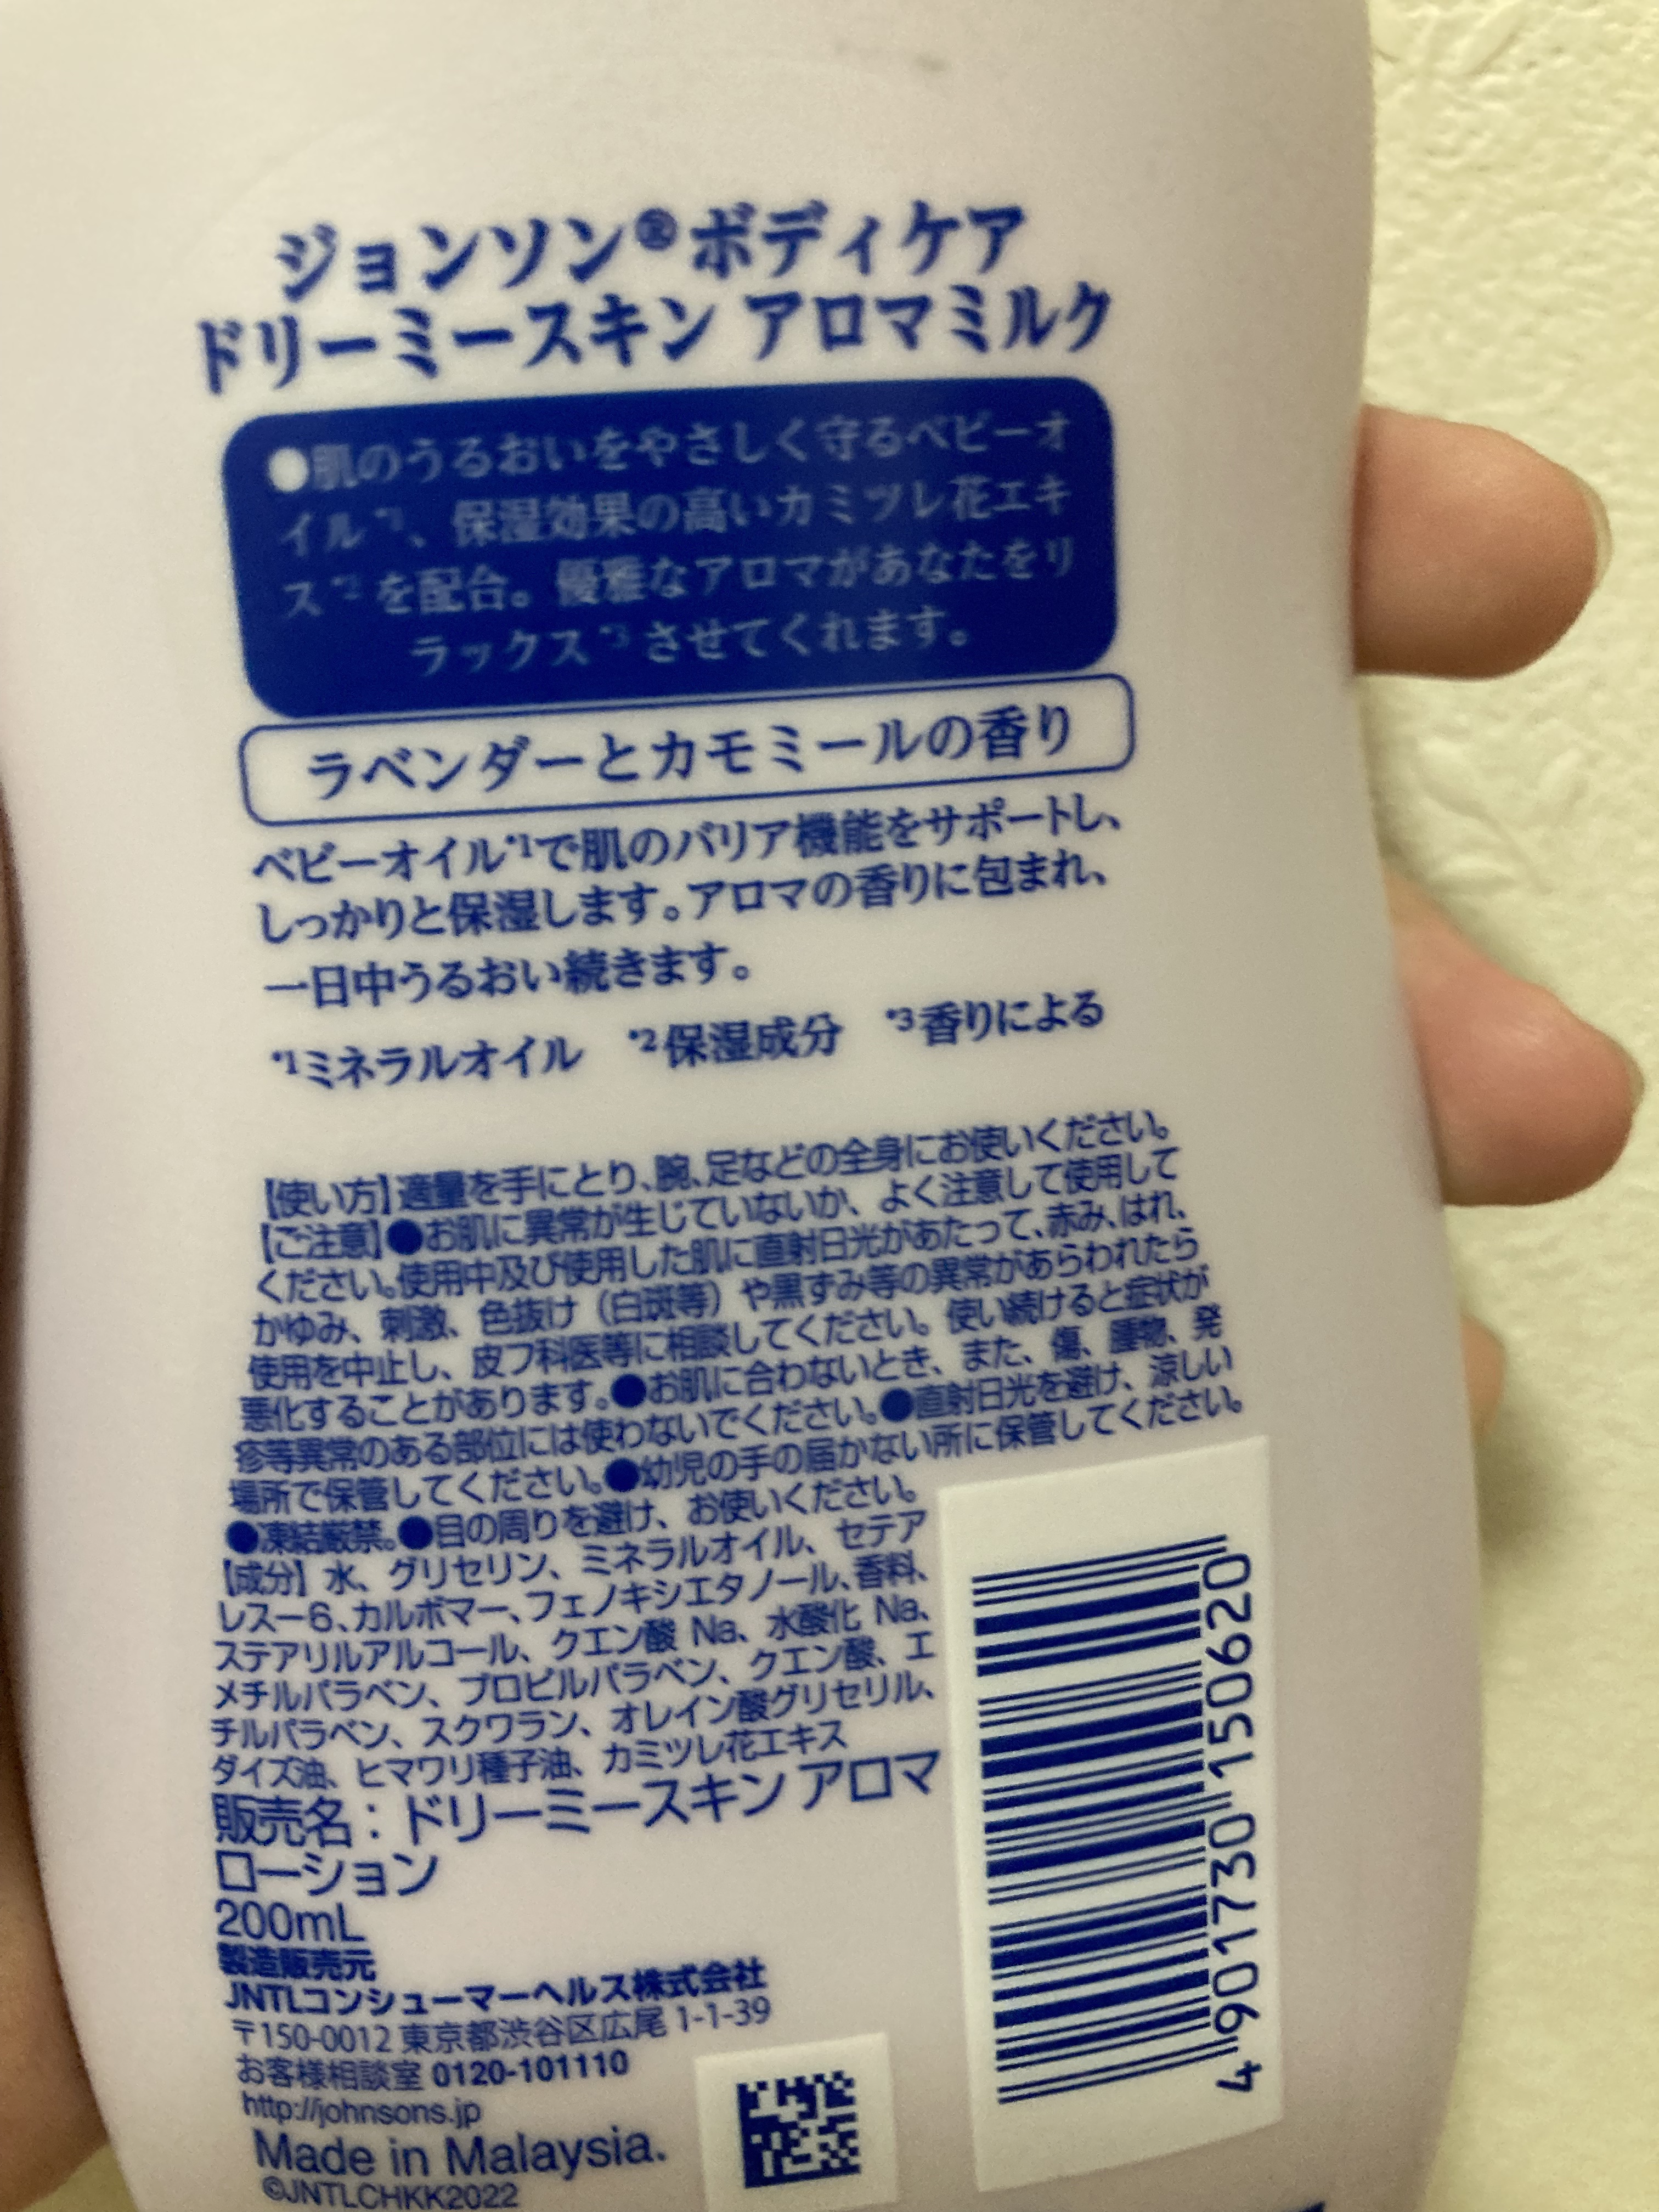 ジョンソン®ボディケア
ドリーミースキン アロマミルク
●肌のうるおいをやさしく守るベビーオ
イル*1、保湿効果の高いカミツレ花エキ
ス*2を配合。優雅なアロマがあなたをリ
ラックス*3させてくれます。
ラベンダーとカモミールの香り
ベビーオイル*1で肌のバリア機能をサポートし、
しっかりと保湿します。アロマの香りに包まれ、
一日中うるおい続きます。
*1ミネラルオイル *2保湿成分 *3香りによる
【使い方】適量を手にとり、腕、足などの全身にお使いください。
【ご注意】●お肌に異常が生じていないか、よく注意して使用して
ください。使用中及び使用した肌に直射日光があたって、赤み、はれ、
かゆみ、刺激、色抜け（白斑等）や黒ずみ等の異常があらわれたら
使用を中止し、皮フ科医等に相談してください。使い続けると症状が
悪化することがあります。●お肌に合わないとき、また、傷、腫物、発
疹等異常のある部位には使わないでください。●直射日光を避け、涼しい
場所で保管してください。●幼児の手の届かない所に保管してください。
●凍結厳禁。●目の周りを避け、お使いください。
【成分】水、グリセリン、ミネラルオイル、セテア
レス－6、カルボマー、フェノキシエタノール、香料、
ステアリルアルコール、クエン酸 Na、水酸化 Na、
メチルパラベン、プロピルパラベン、クエン酸、エ
チルパラベン、スクワラン、オレイン酸グリセリル、
ダイズ油、ヒマワリ種子油、カミツレ花エキス
販売名：ドリーミースキン アロマ
ローション
200mL
製造販売元
JNTLコンシューマーヘルス株式会社
〒150-0012 東京都渋谷区広尾 1-1-39
お客様相談室 0120-101110
http://johnsons.jp
Made in Malaysia.
©JNTLCHKK2022
4 901730 150620